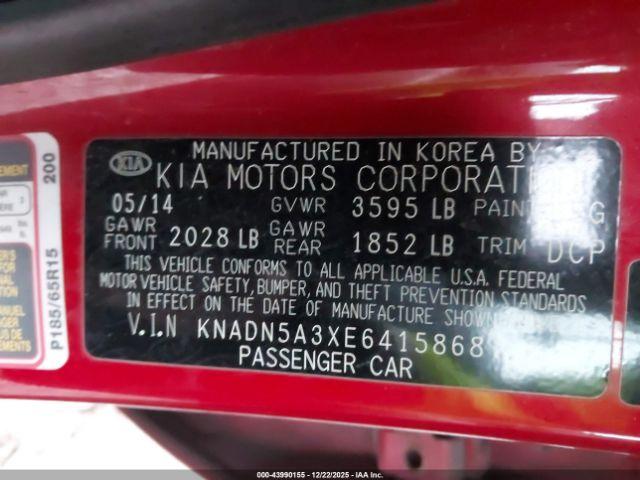 KIA
MANUFACTURED IN KOREA BY
KIA MOTORS CORPORATI
05/14 GVWR 3595 LB PAIN G
GAWR FRONT 2028 LB GAWR REAR 1852 LB TRIM DCP
THIS VEHICLE CONFORMS TO ALL APPLICABLE U.S.A. FEDERAL
MOTOR VEHICLE SAFETY, BUMPER, AND THEFT PREVENTION STANDARDS
IN EFFECT ON THE DATE OF MANUFACTURE SHOWN
V.I.N KNADN5A3XE6415868
PASSENGER CAR
P185/65R15 200
000-43990155 - 12/22/2025 - IAA Inc.